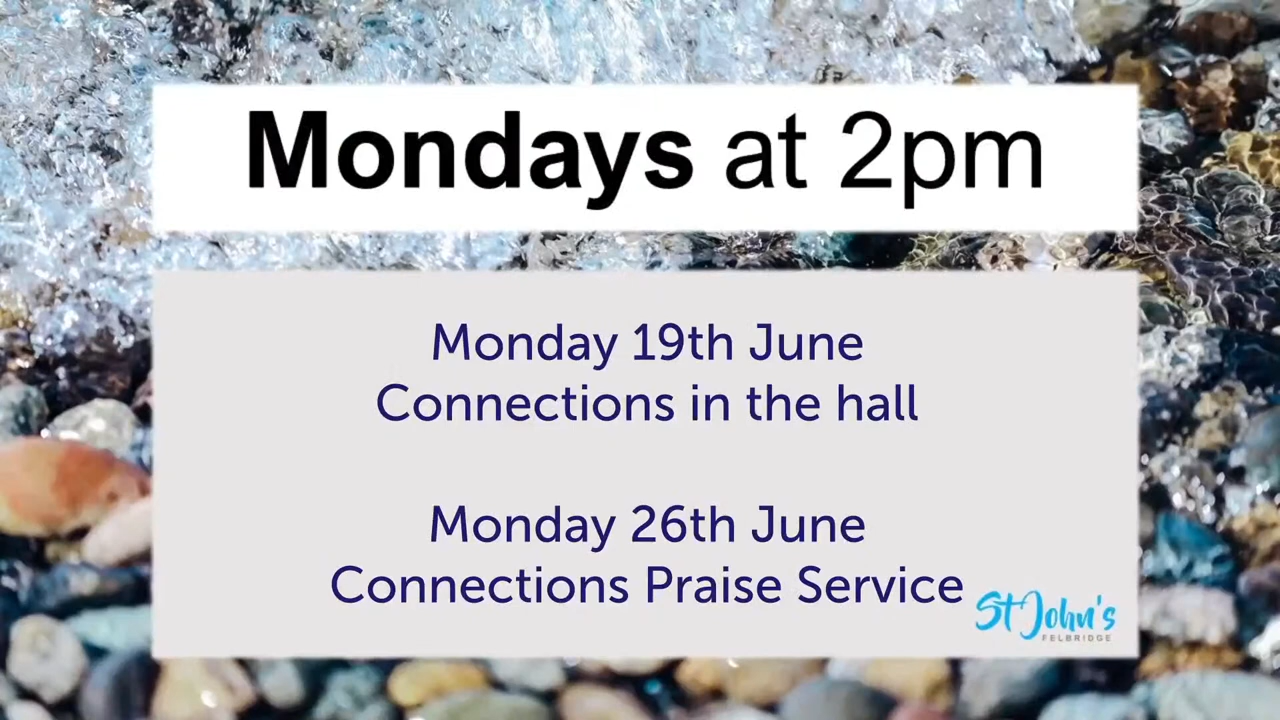 Mondays at 2pm
Monday 19th June
Connections in the hall
Monday 26th June
Connections Praise Service
St John's
FELBRIDGE